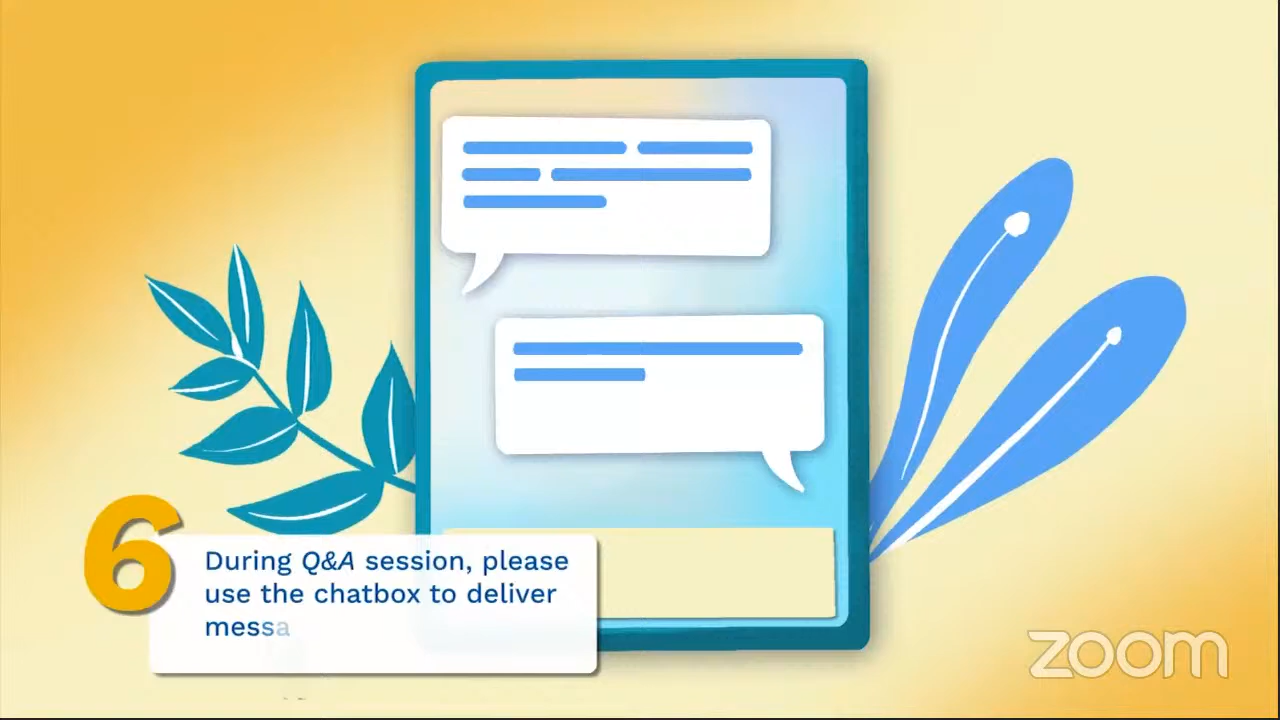 6
During Q&A session, please
use the chatbox to deliver
messa
zoom